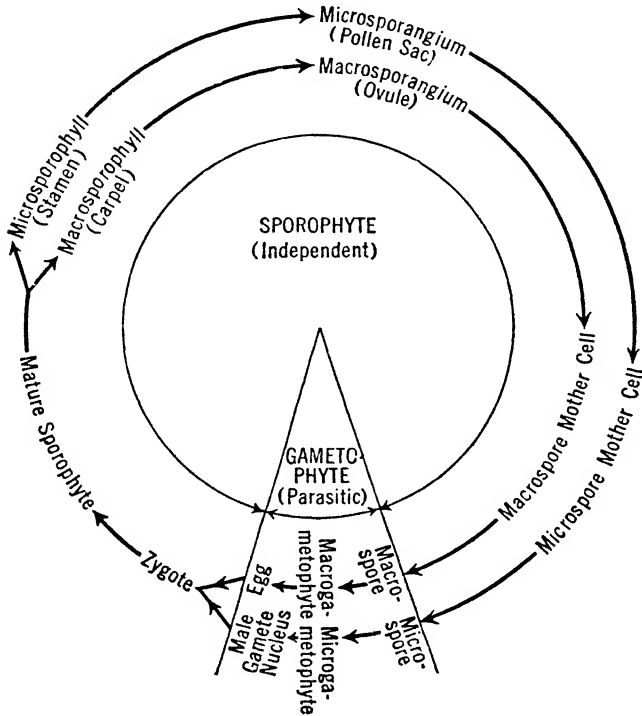 Microsporangium
(Pollen Sac)
Macrosporangium
(Ovule)
Microsporophyll
(Stamen)
Macrosporophyll
(Carpel)
SPOROPHYTE
(Independent)
Mature Sporophyte
Macrospore Mother Cell
Microspore Mother Cell
GAMETO-
PHYTE
(Parasitic)
Zygote
Egg
Macroga-
metophyte
Macro-
spore
Male
Gamete
Nucleus
Microga-
metophyte
Micro-
spore